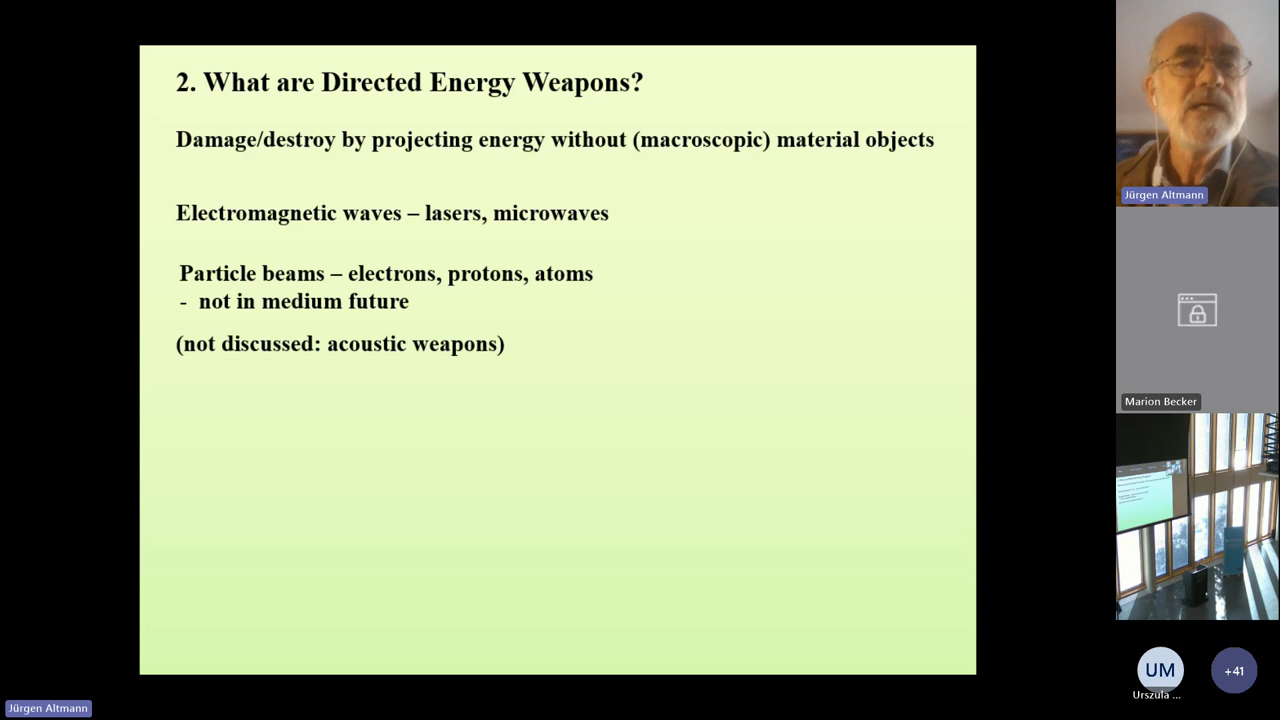 2. What are Directed Energy Weapons?
Damage/destroy by projecting energy without (macroscopic) material objects
Electromagnetic waves – lasers, microwaves
Particle beams – electrons, protons, atoms
- not in medium future
(not discussed: acoustic weapons)
Jürgen Altmann
Marion Becker
UM
Urszula ...
+41
Jürgen Altmann